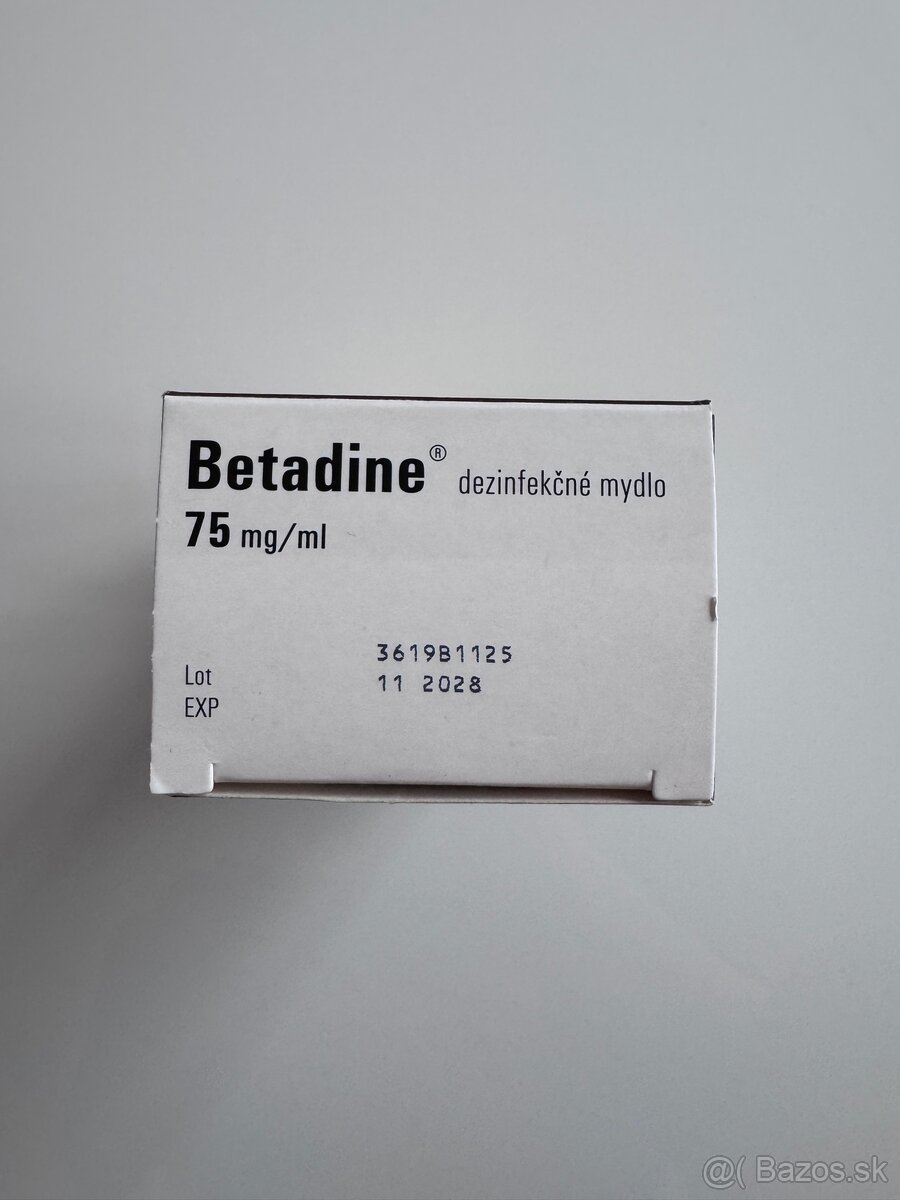 Betadine® dezinfekčné mydlo
75 mg/ml
Lot 3619B1125
EXP 11 2028
@( Bazos.sk